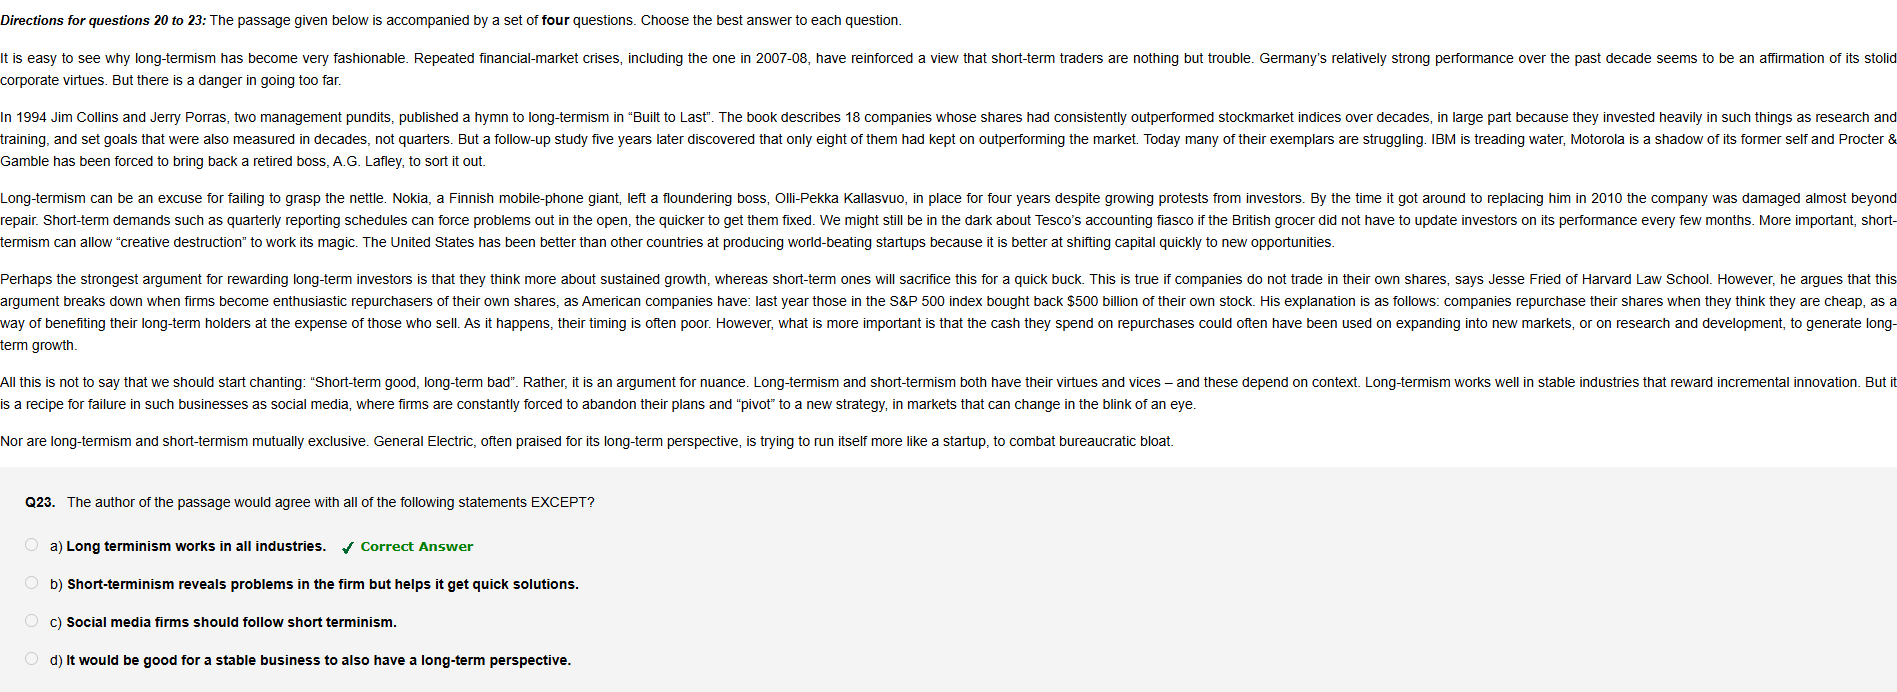 Directions for questions 20 to 23: The passage given below is accompanied by a set of four questions. Choose the best answer to each question.
It is easy to see why long-termism has become very fashionable. Repeated financial-market crises, including the one in 2007-08, have reinforced a view that short-term traders are nothing but trouble. Germany's relatively strong performance over the past decade seems to be an affirmation of its stolid
corporate virtues. But there is a danger in going too far.
In 1994 Jim Collins and Jerry Porras, two management pundits, published a hymn to long-termism in “Built to Last”. The book describes 18 companies whose shares had consistently outperformed stockmarket indices over decades, in large part because they invested heavily in such things as research and
training, and set goals that were also measured in decades, not quarters. But a follow-up study five years later discovered that only eight of them had kept on outperforming the market. Today many of their exemplars are struggling. IBM is treading water, Motorola is a shadow of its former self and Procter &
Gamble has been forced to bring back a retired boss, A.G. Lafley, to sort it out.
Long-termism can be an excuse for failing to grasp the nettle. Nokia, a Finnish mobile-phone giant, left a floundering boss, Olli-Pekka Kallasvuo, in place for four years despite growing protests from investors. By the time it got around to replacing him in 2010 the company was damaged almost beyond
repair. Short-term demands such as quarterly reporting schedules can force problems out in the open, the quicker to get them fixed. We might still be in the dark about Tesco's accounting fiasco if the British grocer did not have to update investors on its performance every few months. More important, short-
termism can allow “creative destruction” to work its magic. The United States has been better than other countries at producing world-beating startups because it is better at shifting capital quickly to new opportunities.
Perhaps the strongest argument for rewarding long-term investors is that they think more about sustained growth, whereas short-term ones will sacrifice this for a quick buck. This is true if companies do not trade in their own shares, says Jesse Fried of Harvard Law School. However, he argues that this
argument breaks down when firms become enthusiastic repurchasers of their own shares, as American companies have: last year those in the S&P 500 index bought back $500 billion of their own stock. His explanation is as follows: companies repurchase their shares when they think they are cheap, as a
way of benefiting their long-term holders at the expense of those who sell. As it happens, their timing is often poor. However, what is more important is that the cash they spend on repurchases could often have been used on expanding into new markets, or on research and development, to generate long-
term growth.
All this is not to say that we should start chanting: “Short-term good, long-term bad”. Rather, it is an argument for nuance. Long-termism and short-termism both have their virtues and vices – and these depend on context. Long-termism works well in stable industries that reward incremental innovation. But it
is a recipe for failure in such businesses as social media, where firms are constantly forced to abandon their plans and “pivot” to a new strategy, in markets that can change in the blink of an eye.
Nor are long-termism and short-termism mutually exclusive. General Electric, often praised for its long-term perspective, is trying to run itself more like a startup, to combat bureaucratic bloat.
Q23. The author of the passage would agree with all of the following statements EXCEPT?
a) Long terminism works in all industries. ✓ Correct Answer
b) Short-terminism reveals problems in the firm but helps it get quick solutions.
c) Social media firms should follow short terminism.
d) It would be good for a stable business to also have a long-term perspective.